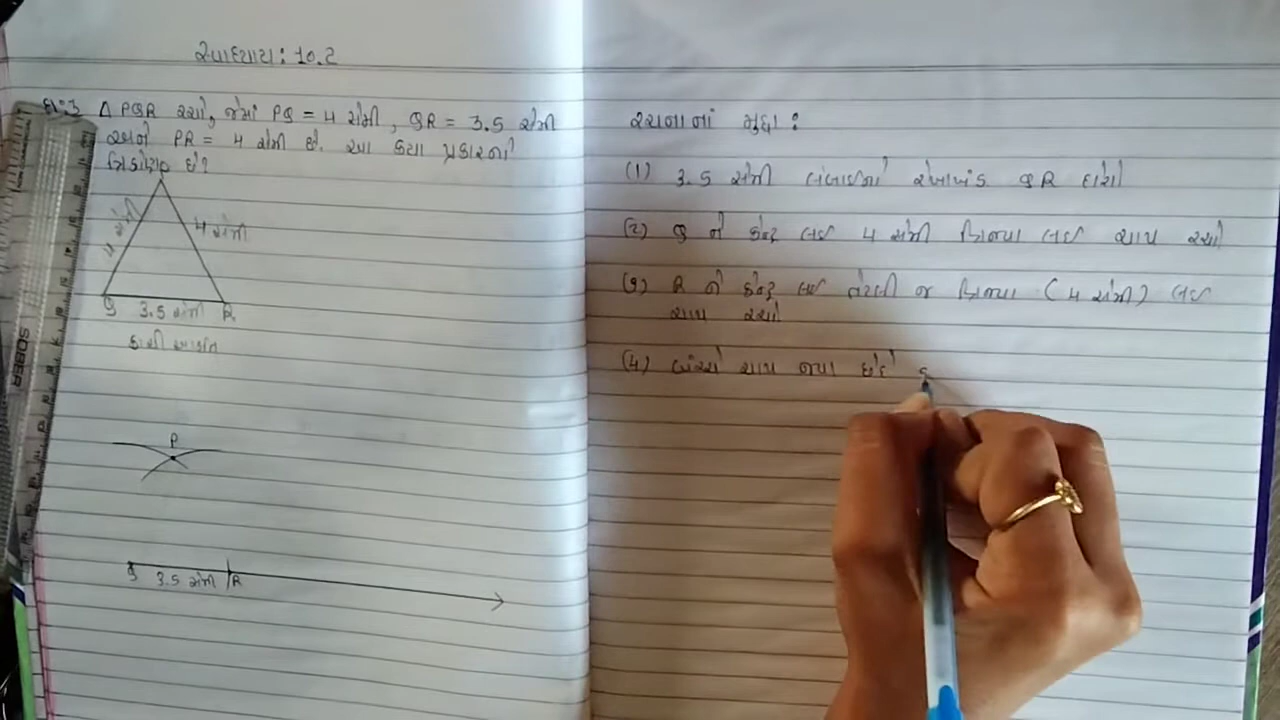 સ્વાધ્યાય: 10.2
દા:3 △ PQR રચો, જેમાં PQ = 4 સેમી, QR = 3.5 સેમી
અને PR = 4 સેમી છે. આ કયા પ્રકારનો
ત્રિકોણ છે?
P
4 સેમી
4 સેમી
Q 3.5 સેમી R
કાચી આકૃતિ
P
Q 3.5 સેમી R
SOBER
રચનાનાં મુદ્દા :
(1) 3.5 સેમી લંબાઈનો રેખાખંડ QR દોરો
(2) Q ને કેન્દ્ર લઈ 4 સેમી ત્રિજ્યા લઈ ચાપ રચો
(3) R ને કેન્દ્ર લઈ તેટલી જ ત્રિજ્યા (4 સેમી) લઈ
ચાપ રચો
(4) બંન્ને ચાપ જ્યાં છેદે